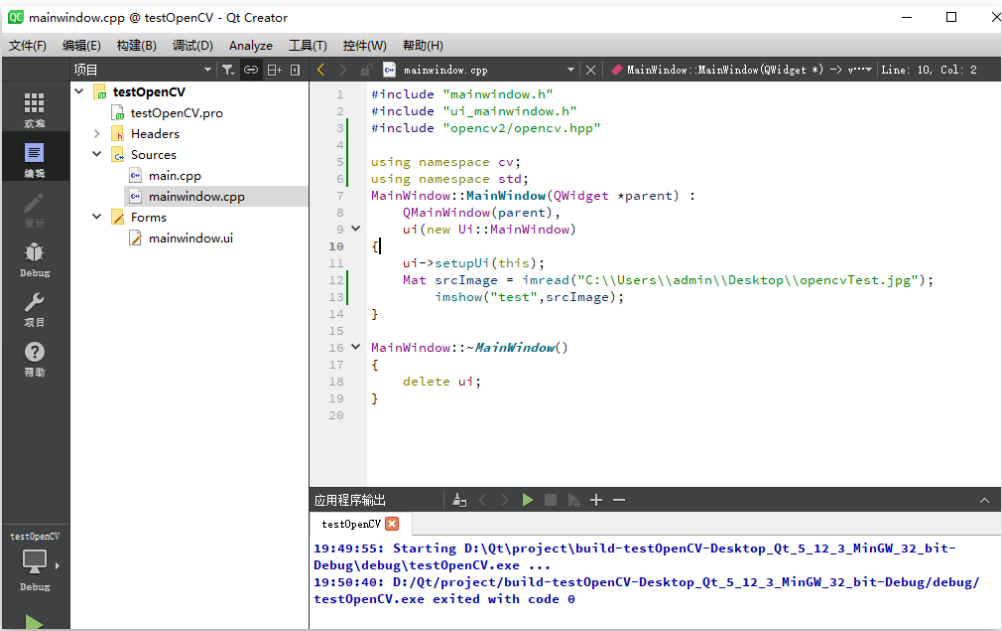 mainwindow.cpp @ testOpenCV - Qt Creator
文件(F) 编辑(E) 构建(B) 调试(D) Analyze 工具(T) 控件(W) 帮助(H)
项目
mainwindow.cpp
MainWindow::MainWindow(QWidget *) -> v···
Line: 10, Col: 2
欢迎
编辑
设计
Debug
项目
帮助
testOpenCV
Debug
testOpenCV
testOpenCV.pro
Headers
Sources
main.cpp
mainwindow.cpp
Forms
mainwindow.ui
1 #include "mainwindow.h"
2 #include "ui_mainwindow.h"
3 #include "opencv2/opencv.hpp"
4
5 using namespace cv;
6 using namespace std;
7 MainWindow::MainWindow(QWidget *parent) :
8 QMainWindow(parent),
9 ui(new Ui::MainWindow)
10 {
11 ui->setupUi(this);
12 Mat srcImage = imread("C:\\Users\\admin\\Desktop\\opencvTest.jpg");
13 imshow("test",srcImage);
14 }
15
16 MainWindow::~MainWindow()
17 {
18 delete ui;
19 }
20
应用程序输出
testOpenCV
19:49:55: Starting D:\Qt\project\build-testOpenCV-Desktop_Qt_5_12_3_MinGW_32_bit-
Debug\debug\testOpenCV.exe ...
19:50:40: D:/Qt/project/build-testOpenCV-Desktop_Qt_5_12_3_MinGW_32_bit-Debug/debug/
testOpenCV.exe exited with code 0